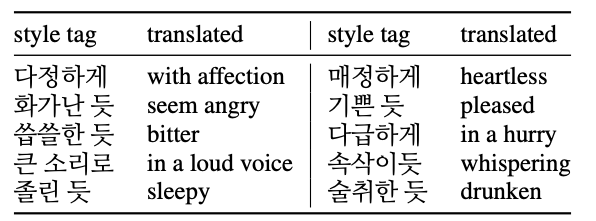 style tag translated style tag translated
다정하게 with affection 매정하게 heartless
화가난 듯 seem angry 기쁜 듯 pleased
씁쓸한 듯 bitter 다급하게 in a hurry
큰 소리로 in a loud voice 속삭이듯 whispering
졸린 듯 sleepy 술취한 듯 drunken